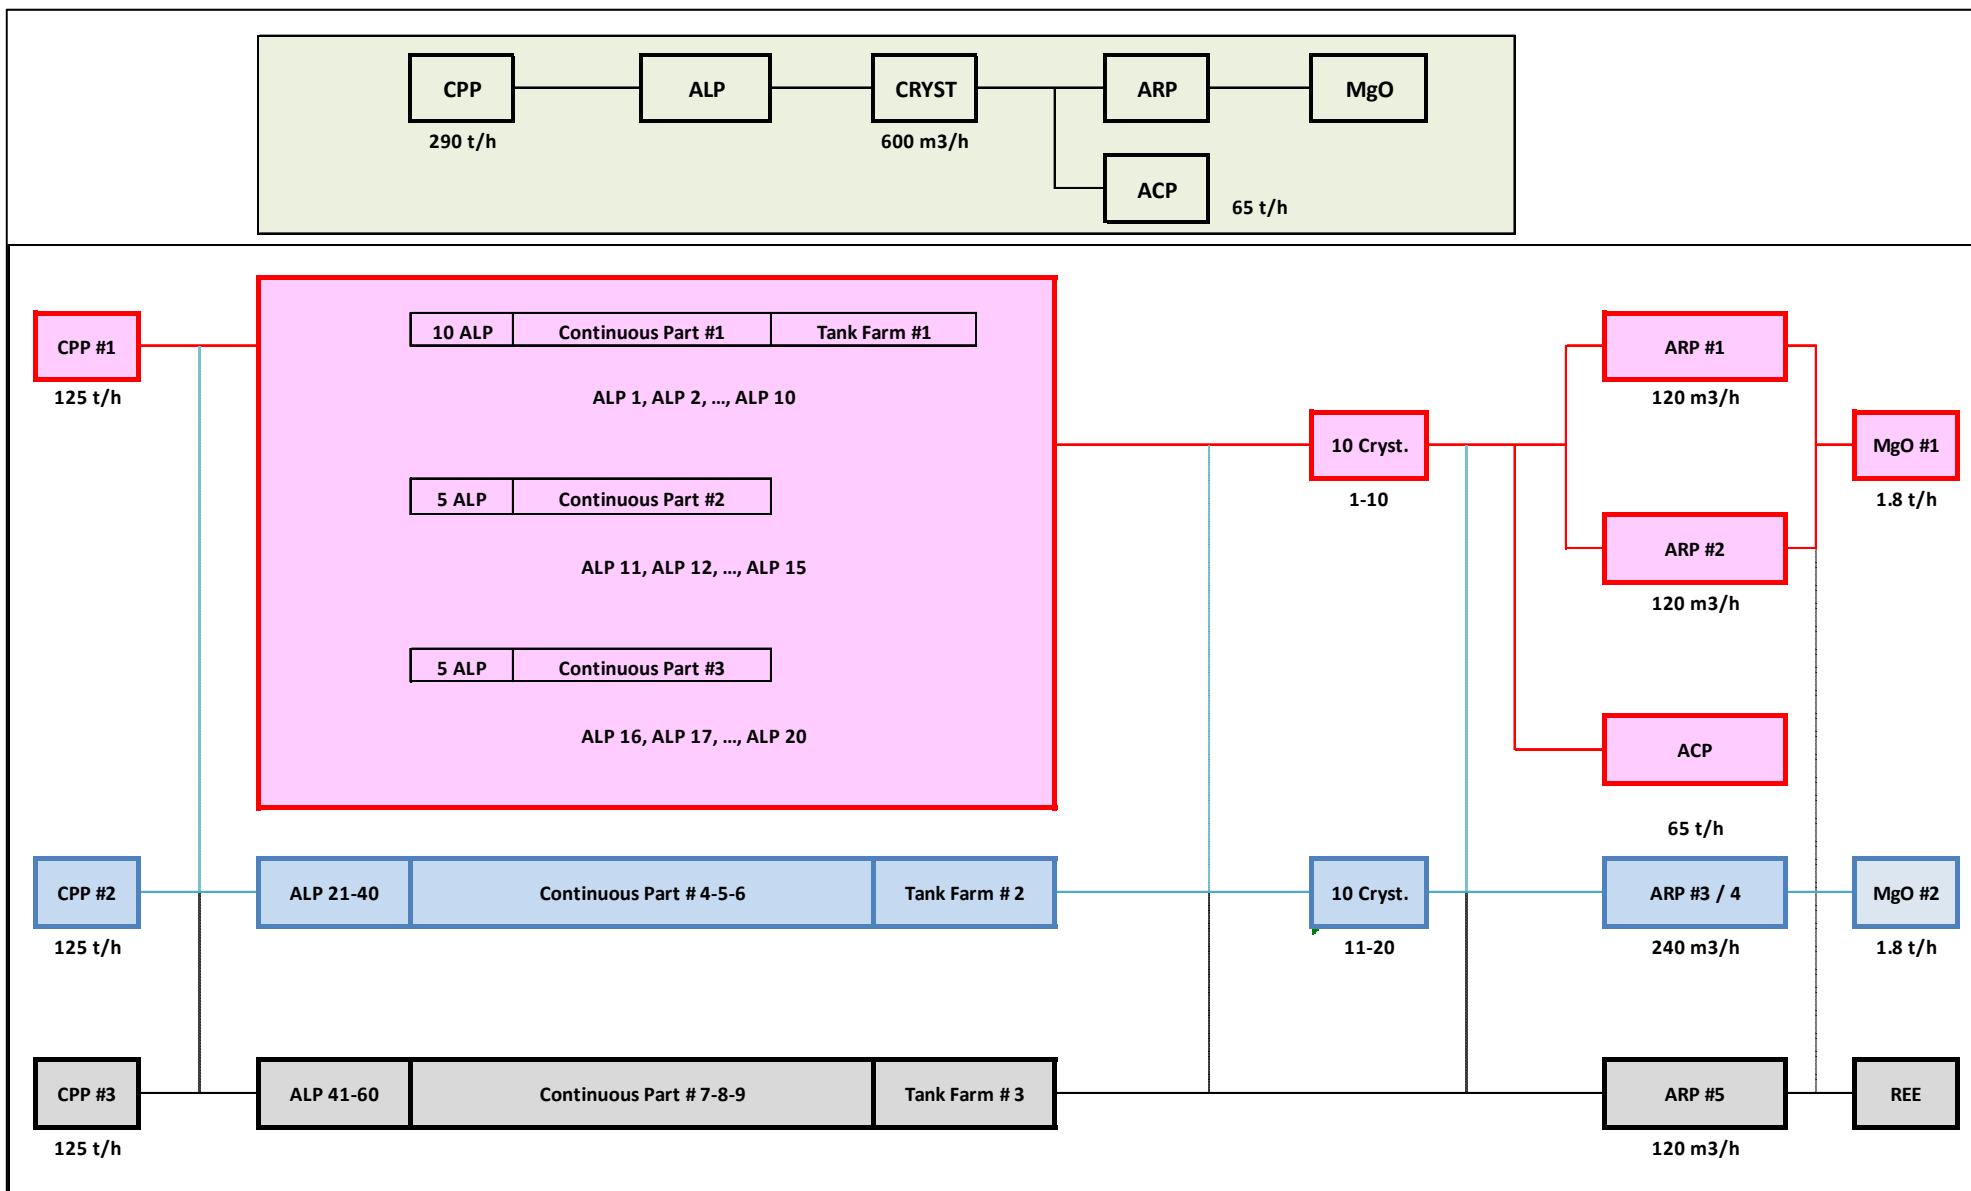 CPP
ALP
CRYST
ARP
MgO
290 t/h
600 m3/h
ACP
65 t/h
10 ALP
Continuous Part #1
Tank Farm #1
CPP #1
ARP #1
125 t/h
ALP 1, ALP 2, ..., ALP 10
120 m3/h
10 Cryst.
MgO #1
5 ALP
Continuous Part #2
1-10
1.8 t/h
ARP #2
ALP 11, ALP 12, ..., ALP 15
120 m3/h
5 ALP
Continuous Part #3
ALP 16, ALP 17, ..., ALP 20
ACP
65 t/h
CPP #2
ALP 21-40
Continuous Part # 4-5-6
Tank Farm # 2
10 Cryst.
ARP #3 / 4
MgO #2
125 t/h
11-20
240 m3/h
1.8 t/h
CPP #3
ALP 41-60
Continuous Part # 7-8-9
Tank Farm # 3
ARP #5
REE
125 t/h
120 m3/h